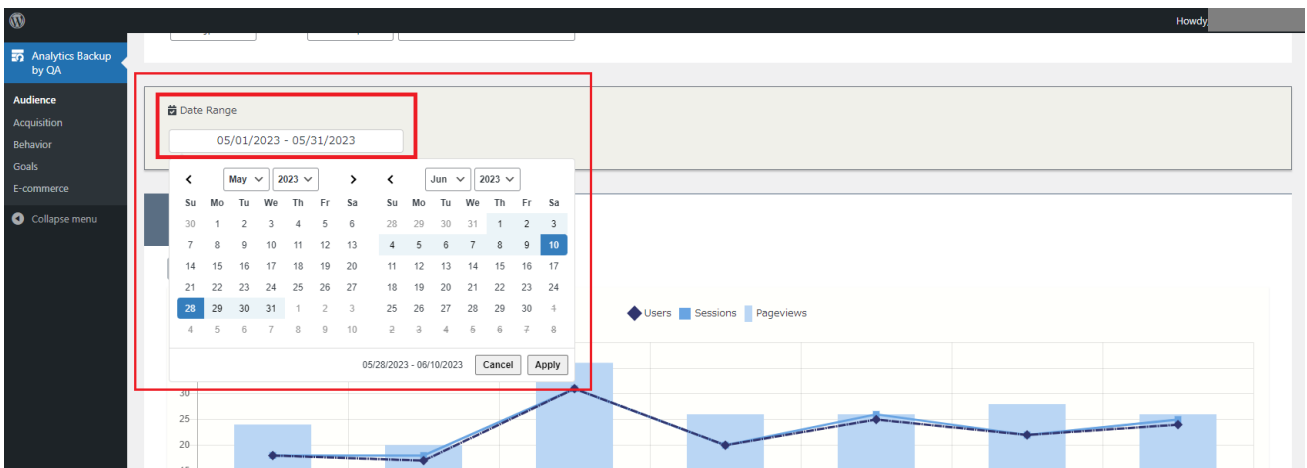 Howdy,
Analytics Backup
by QA
Audience
Acquisition
Behavior
Goals
E-commerce
Collapse menu
Date Range
05/01/2023 - 05/31/2023
May 2023 Jun 2023
Su Mo Tu We Th Fr Sa Su Mo Tu We Th Fr Sa
30 1 2 3 4 5 6 28 29 30 31 1 2 3
7 8 9 10 11 12 13 4 5 6 7 8 9 10
14 15 16 17 18 19 20 11 12 13 14 15 16 17
21 22 23 24 25 26 27 18 19 20 21 22 23 24
28 29 30 31 1 2 3 25 26 27 28 29 30 1
4 5 6 7 8 9 10 2 3 4 5 6 7 8
05/28/2023 - 06/10/2023 Cancel Apply
Users Sessions Pageviews
30
25
20